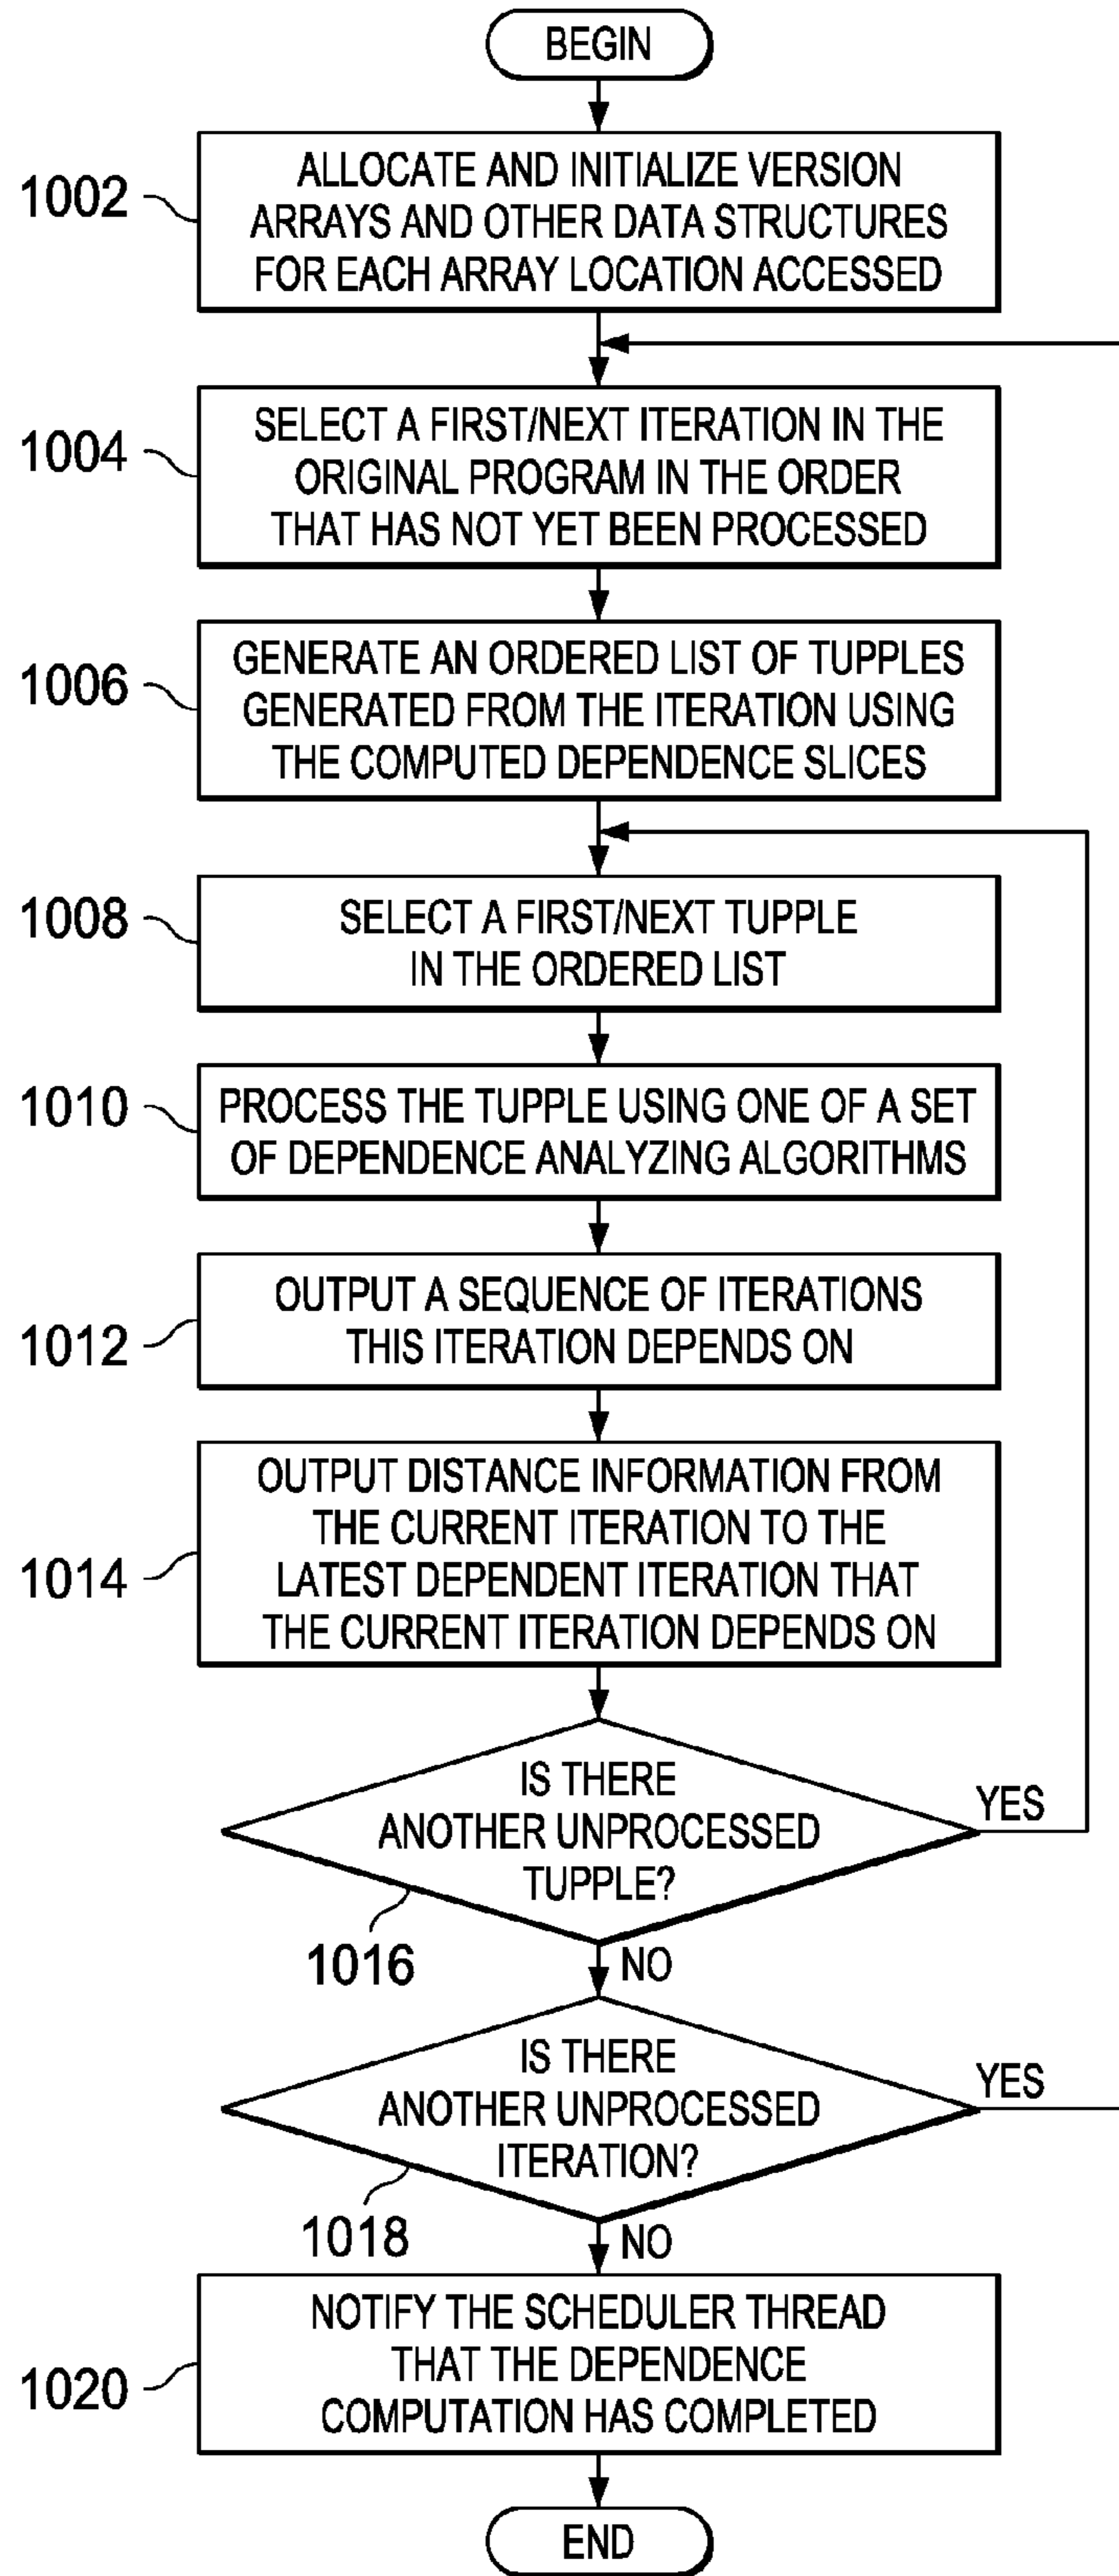 BEGIN
1002
ALLOCATE AND INITIALIZE VERSION
ARRAYS AND OTHER DATA STRUCTURES
FOR EACH ARRAY LOCATION ACCESSED
1004
SELECT A FIRST/NEXT ITERATION IN THE
ORIGINAL PROGRAM IN THE ORDER
THAT HAS NOT YET BEEN PROCESSED
1006
GENERATE AN ORDERED LIST OF TUPPLES
GENERATED FROM THE ITERATION USING
THE COMPUTED DEPENDENCE SLICES
1008
SELECT A FIRST/NEXT TUPPLE
IN THE ORDERED LIST
1010
PROCESS THE TUPPLE USING ONE OF A SET
OF DEPENDENCE ANALYZING ALGORITHMS
1012
OUTPUT A SEQUENCE OF ITERATIONS
THIS ITERATION DEPENDS ON
1014
OUTPUT DISTANCE INFORMATION FROM
THE CURRENT ITERATION TO THE
LATEST DEPENDENT ITERATION THAT
THE CURRENT ITERATION DEPENDS ON
IS THERE
ANOTHER UNPROCESSED
TUPPLE?
YES
1016
NO
IS THERE
ANOTHER UNPROCESSED
ITERATION?
YES
1018
NO
1020
NOTIFY THE SCHEDULER THREAD
THAT THE DEPENDENCE
COMPUTATION HAS COMPLETED
END